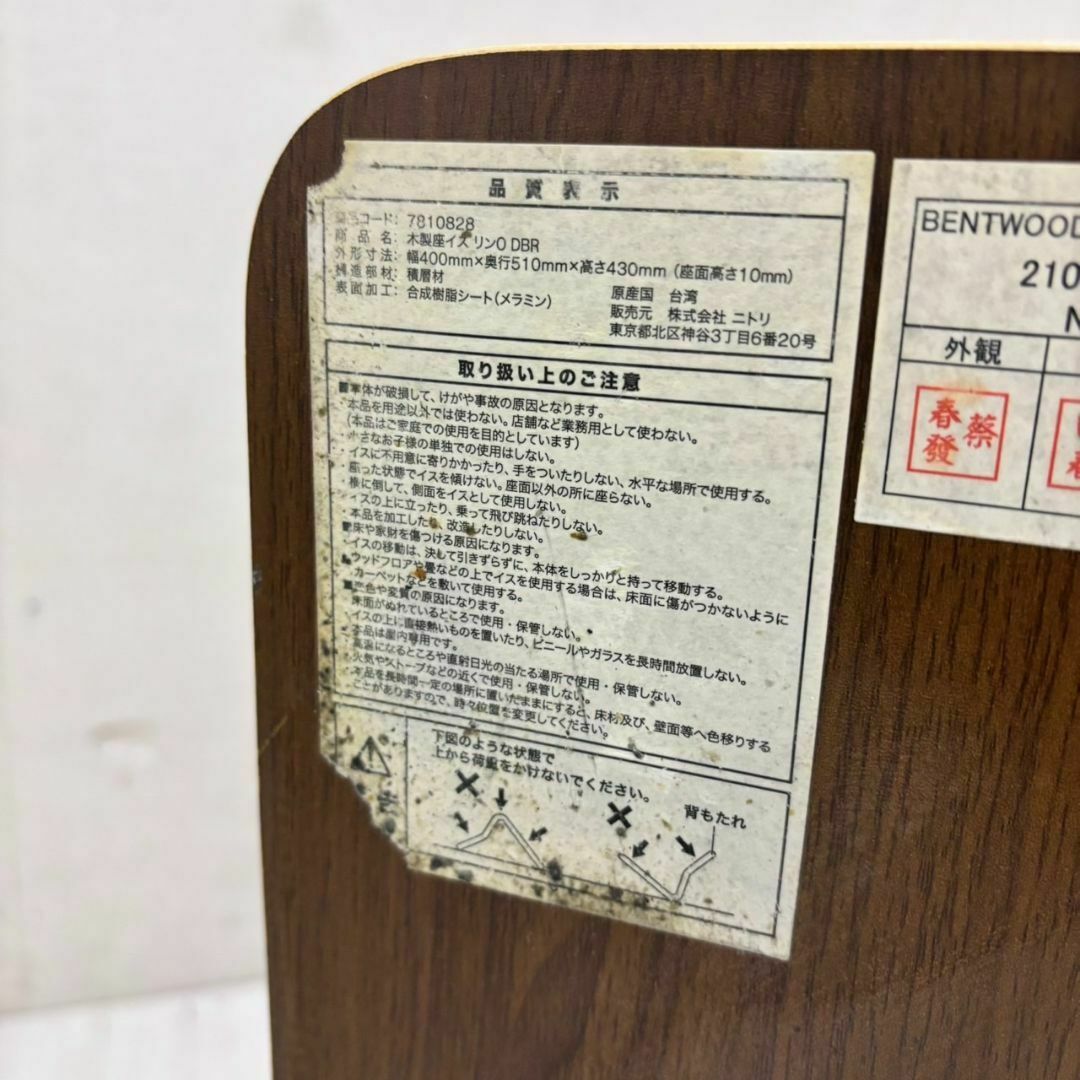 品質表示
コード: 7810828
商品名: 木製座イス リンO DBR
外形寸法: 幅400mm×奥行510mm×高さ430mm (座面高さ10mm)
構造部材: 積層材
表面加工: 合成樹脂シート(メラミン)
原産国 台湾
販売元 株式会社 ニトリ
東京都北区神谷3丁目6番20号
取り扱い上のご注意
■本体が破損して、けがや事故の原因となります。
本品を用途以外では使わない。店舗など業務用として使わない。
(本品はご家庭での使用を目的としています)
・小さなお子様の単独での使用はしない。
・イスに不用意に寄りかかったり、手をついたりしない、水平な場所で使用する。
座った状態でイスを傾けない。座面以外の所に座らない。
横に倒して、側面をイスとして使用しない。
・イスの上に立ったり、乗って飛び跳ねたりしない。
・本品を加工したり、改造したりしない。
■床や家財を傷つける原因になります。
・イスの移動は、決して引きずらずに、本体をしっかりと持って移動する。
・ウッドフロアや畳などの上でイスを使用する場合は、床面に傷がつかないように
カーペットなどを敷いて使用する。
■変色や変質の原因になります。
床面がぬれているところで使用・保管しない。
イスの上に直接熱いものを置いたり、ビニールやガラスを長時間放置しない。
・本品は屋内専用です。
高温になるところや直射日光の当たる場所で使用・保管しない。
・火気やストーブなどの近くで使用・保管しない。
・本品を長時間一定の場所に置いたままにすると、床材及び、壁面等へ色移りする
ことがありますので、時々位置を変更してください。
下図のような状態で
上から荷重をかけないでください。
背もたれ
BENTWOOD
210
N
外観
蔡
春發